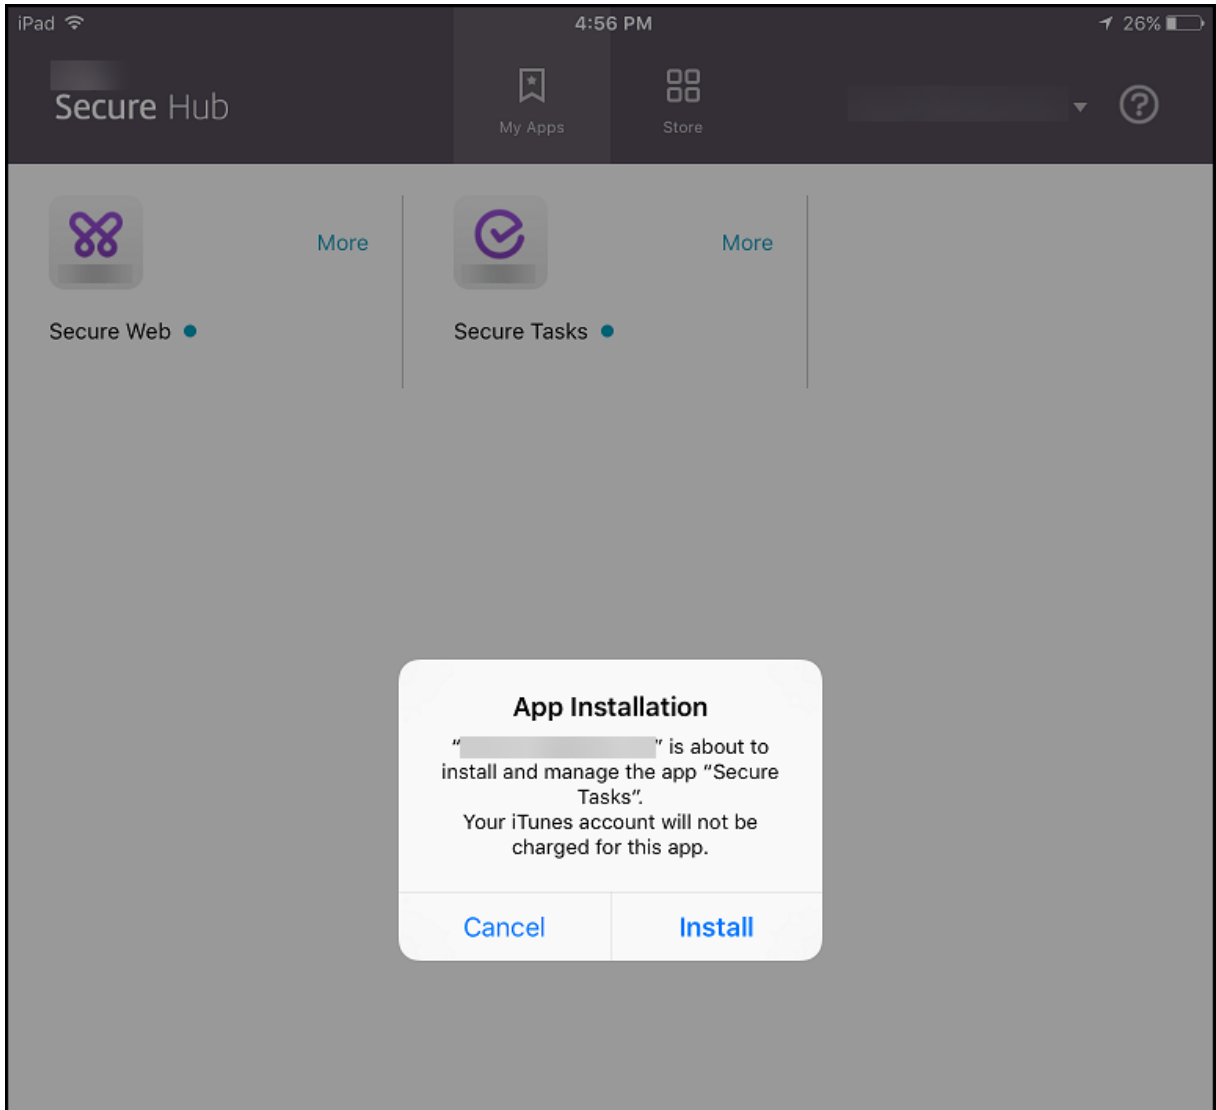 iPad 4:56 PM 26%
Secure Hub
My Apps Store
More More
Secure Web Secure Tasks
App Installation
“ ” is about to
install and manage the app “Secure
Tasks”.
Your iTunes account will not be
charged for this app.
Cancel Install